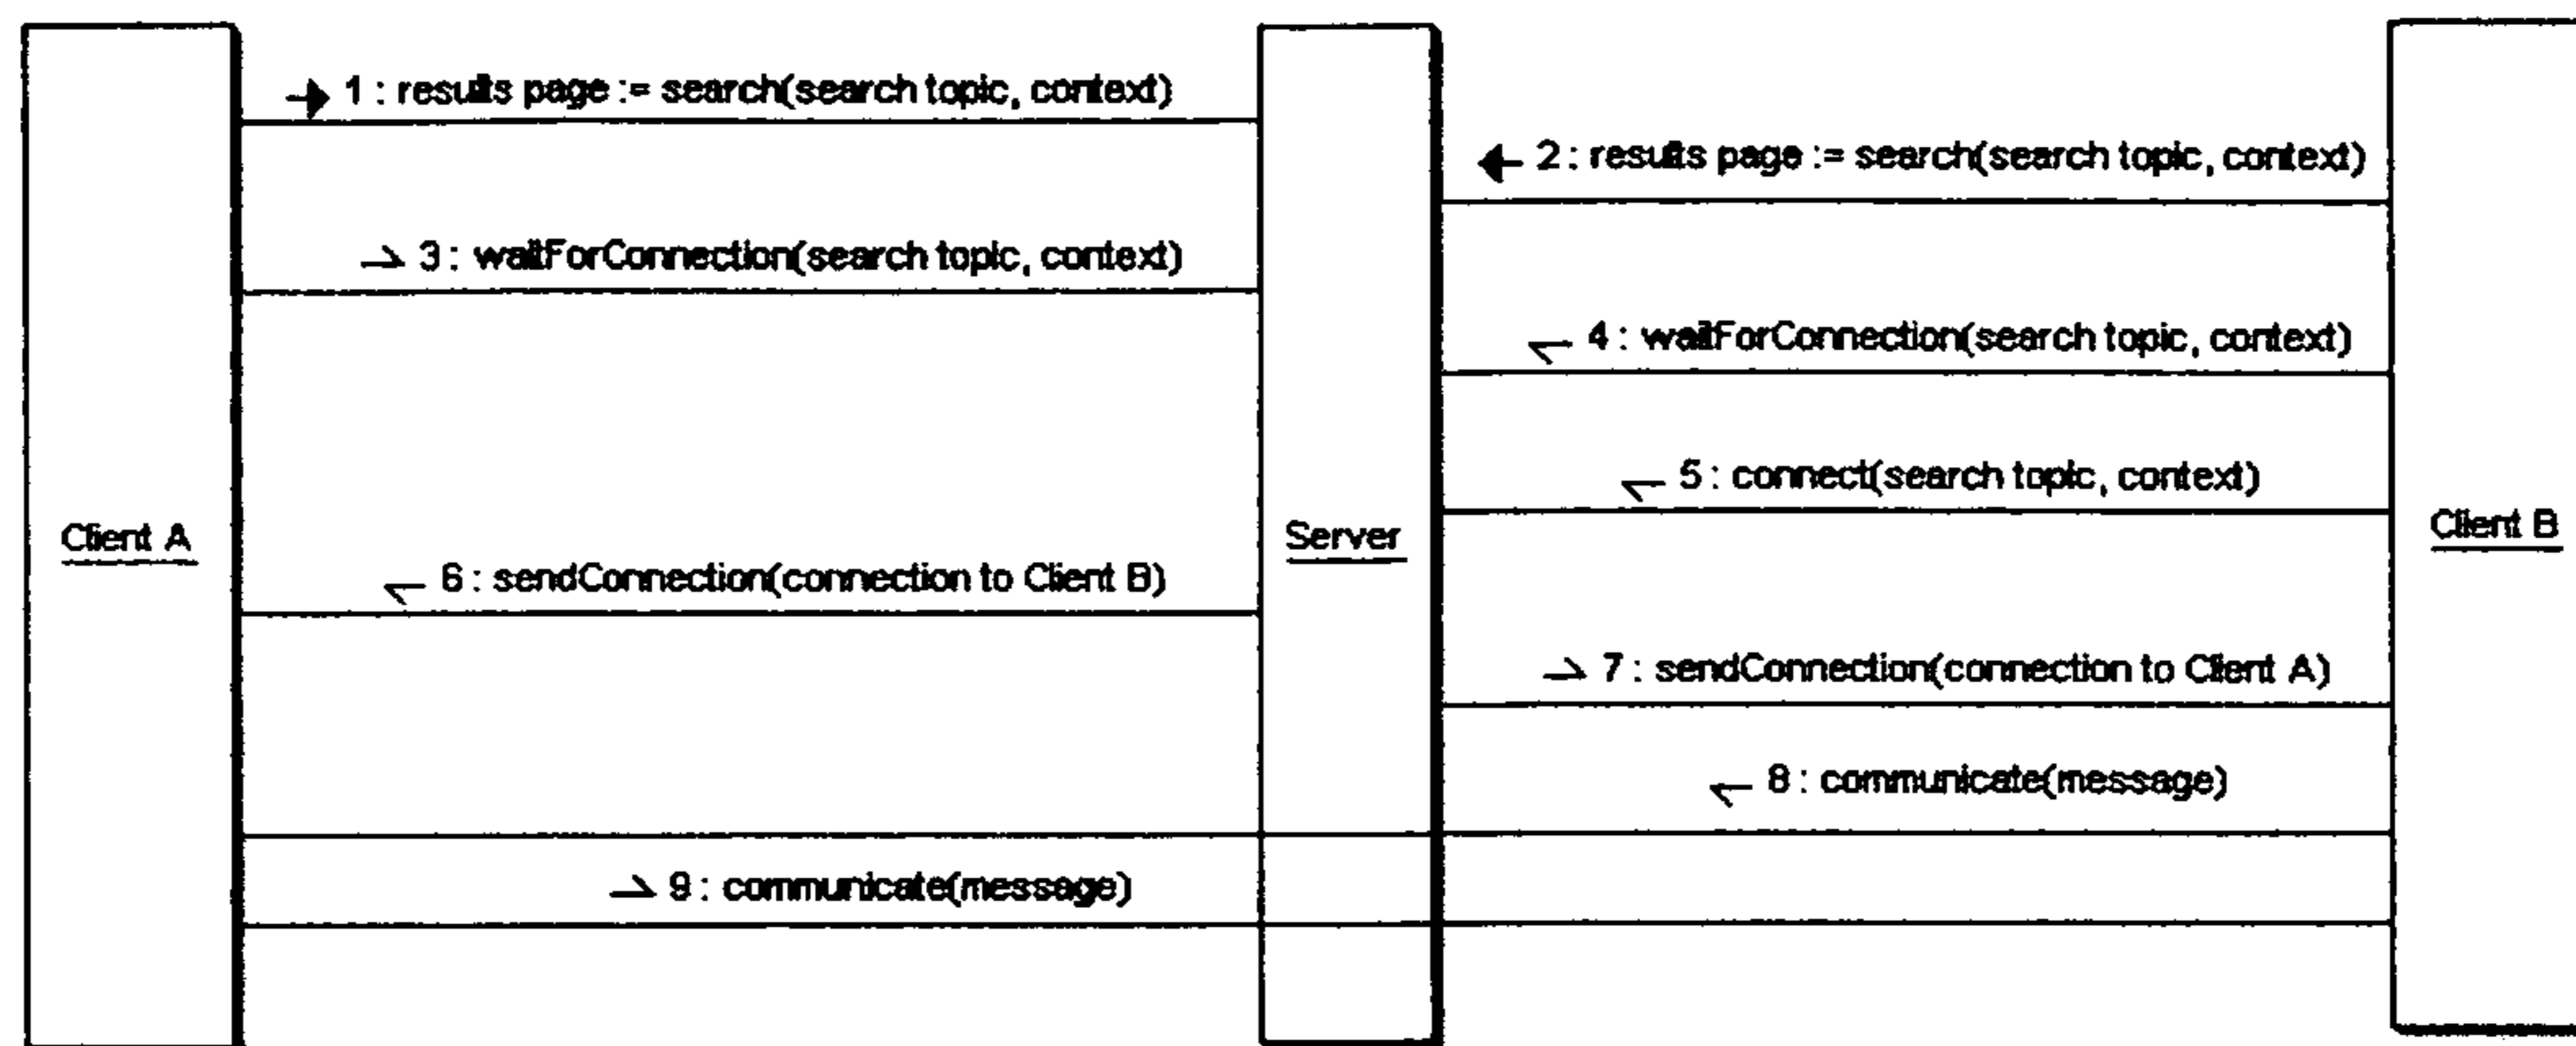 1 : results page := search(search topic, context)
2 : results page := search(search topic, context)
3 : waitForConnection(search topic, context)
4 : waitForConnection(search topic, context)
5 : connect(search topic, context)
Client A
Server
Client B
6 : sendConnection(connection to Client B)
7 : sendConnection(connection to Client A)
8 : communicate(message)
9 : communicate(message)